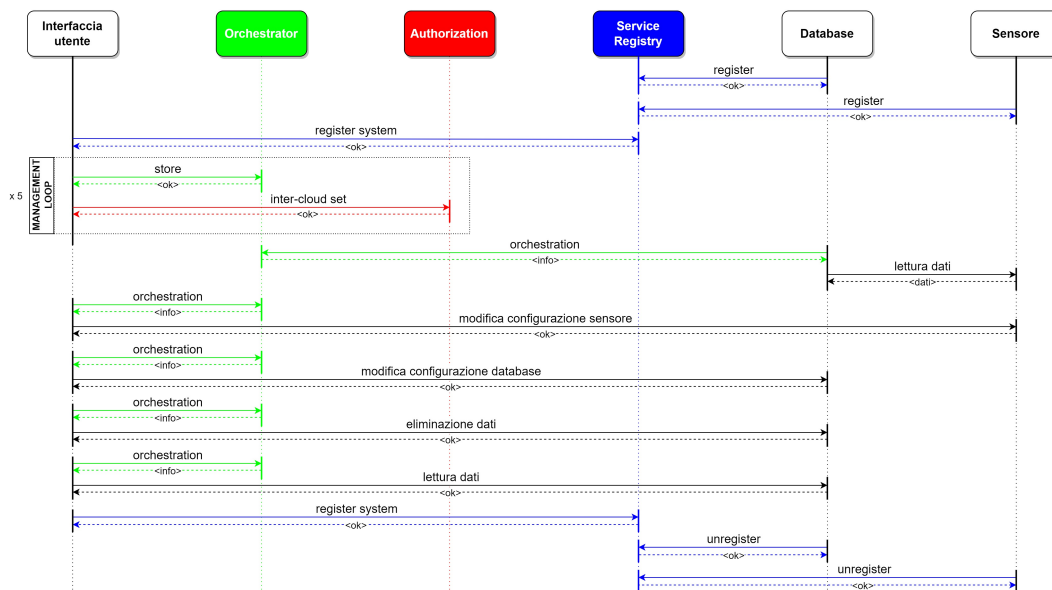 Interfaccia
utente
Orchestrator
Authorization
Service
Registry
Database
Sensore
register
<ok>
register
<ok>
register system
<ok>
x 5
MANAGEMENT
LOOP
store
<ok>
inter-cloud set
<ok>
orchestration
<info>
lettura dati
<dati>
orchestration
<info>
modifica configurazione sensore
<ok>
orchestration
<info>
modifica configurazione database
<ok>
orchestration
<info>
eliminazione dati
<ok>
orchestration
<info>
lettura dati
<ok>
register system
<ok>
unregister
<ok>
unregister
<ok>